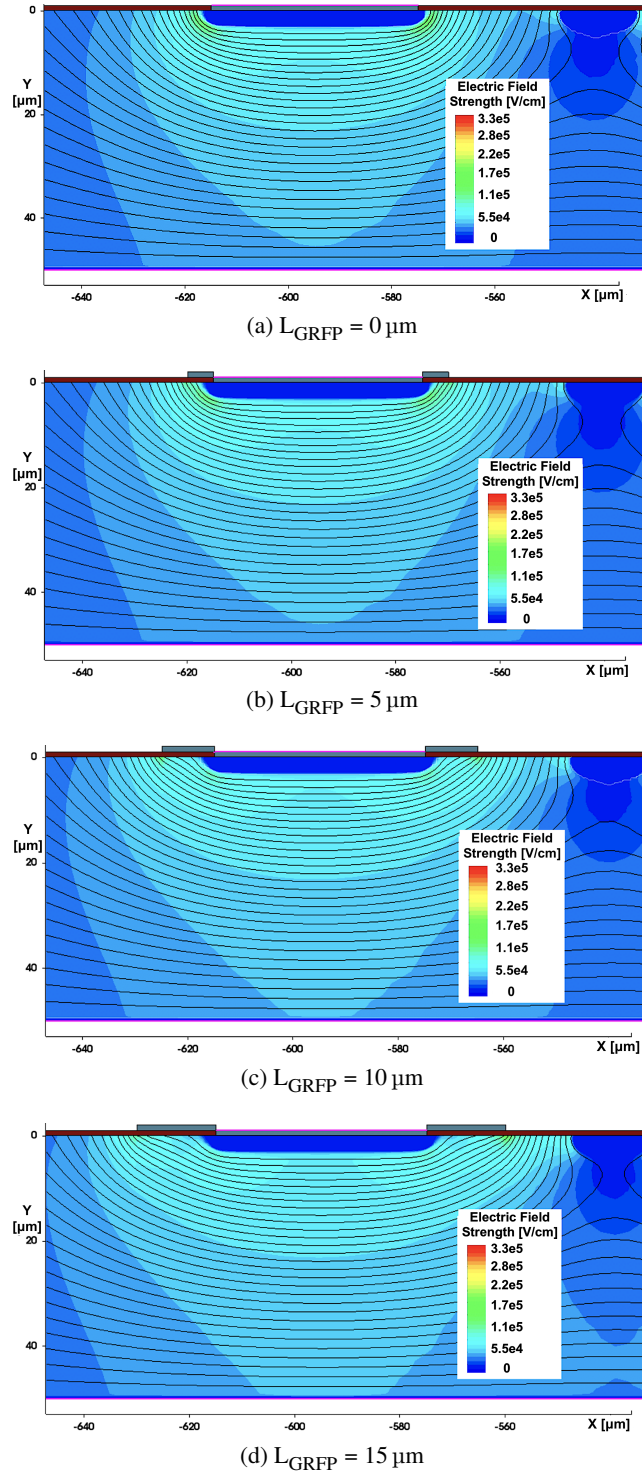 0
Y
[µm]
20
40
Electric Field
Strength [V/cm]
3.3e5
2.8e5
2.2e5
1.7e5
1.1e5
5.5e4
0
-640
-620
-600
-580
-560
X [µm]
(a) L_GRFP = 0 µm
0
Y
[µm]
20
40
Electric Field
Strength [V/cm]
3.3e5
2.8e5
2.2e5
1.7e5
1.1e5
5.5e4
0
-640
-620
-600
-580
-560
X [µm]
(b) L_GRFP = 5 µm
0
Y
[µm]
20
40
Electric Field
Strength [V/cm]
3.3e5
2.8e5
2.2e5
1.7e5
1.1e5
5.5e4
0
-640
-620
-600
-580
-560
X [µm]
(c) L_GRFP = 10 µm
0
Y
[µm]
20
40
Electric Field
Strength [V/cm]
3.3e5
2.8e5
2.2e5
1.7e5
1.1e5
5.5e4
0
-640
-620
-600
-580
-560
X [µm]
(d) L_GRFP = 15 µm